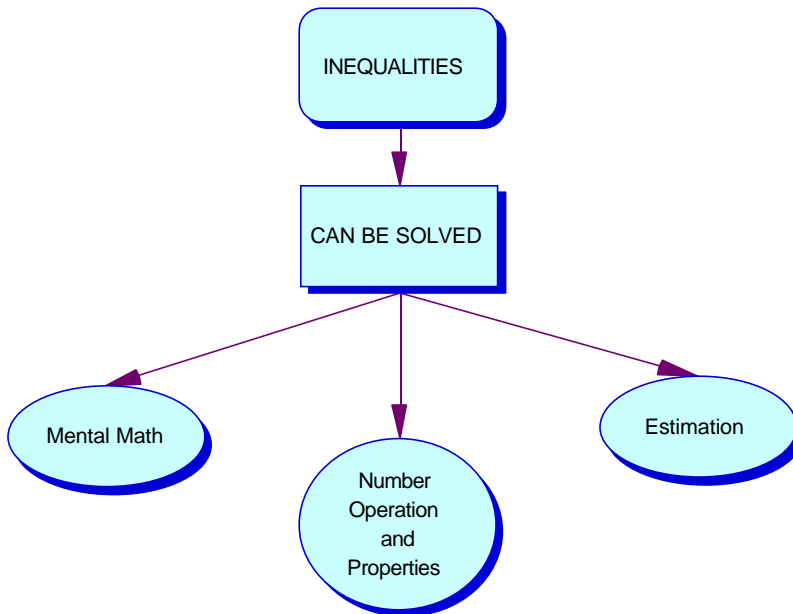 INEQUALITIES
CAN BE SOLVED
Mental Math
Number
Operation
and
Properties
Estimation